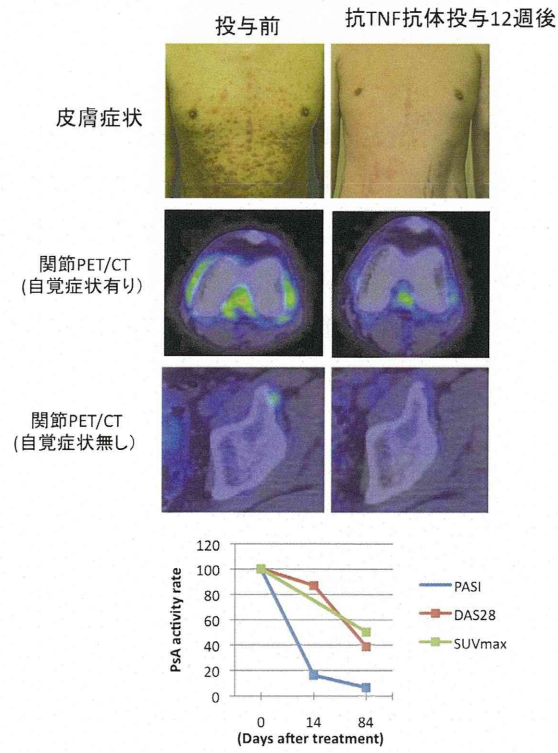 投与前
抗TNF抗体投与12週後
皮膚症状
関節PET/CT
(自覚症状有り)
関節PET/CT
(自覚症状無し)
120
100
80
60
40
20
0
PsA activity rate
0 14 84
(Days after treatment)
PASI
DAS28
SUVmax